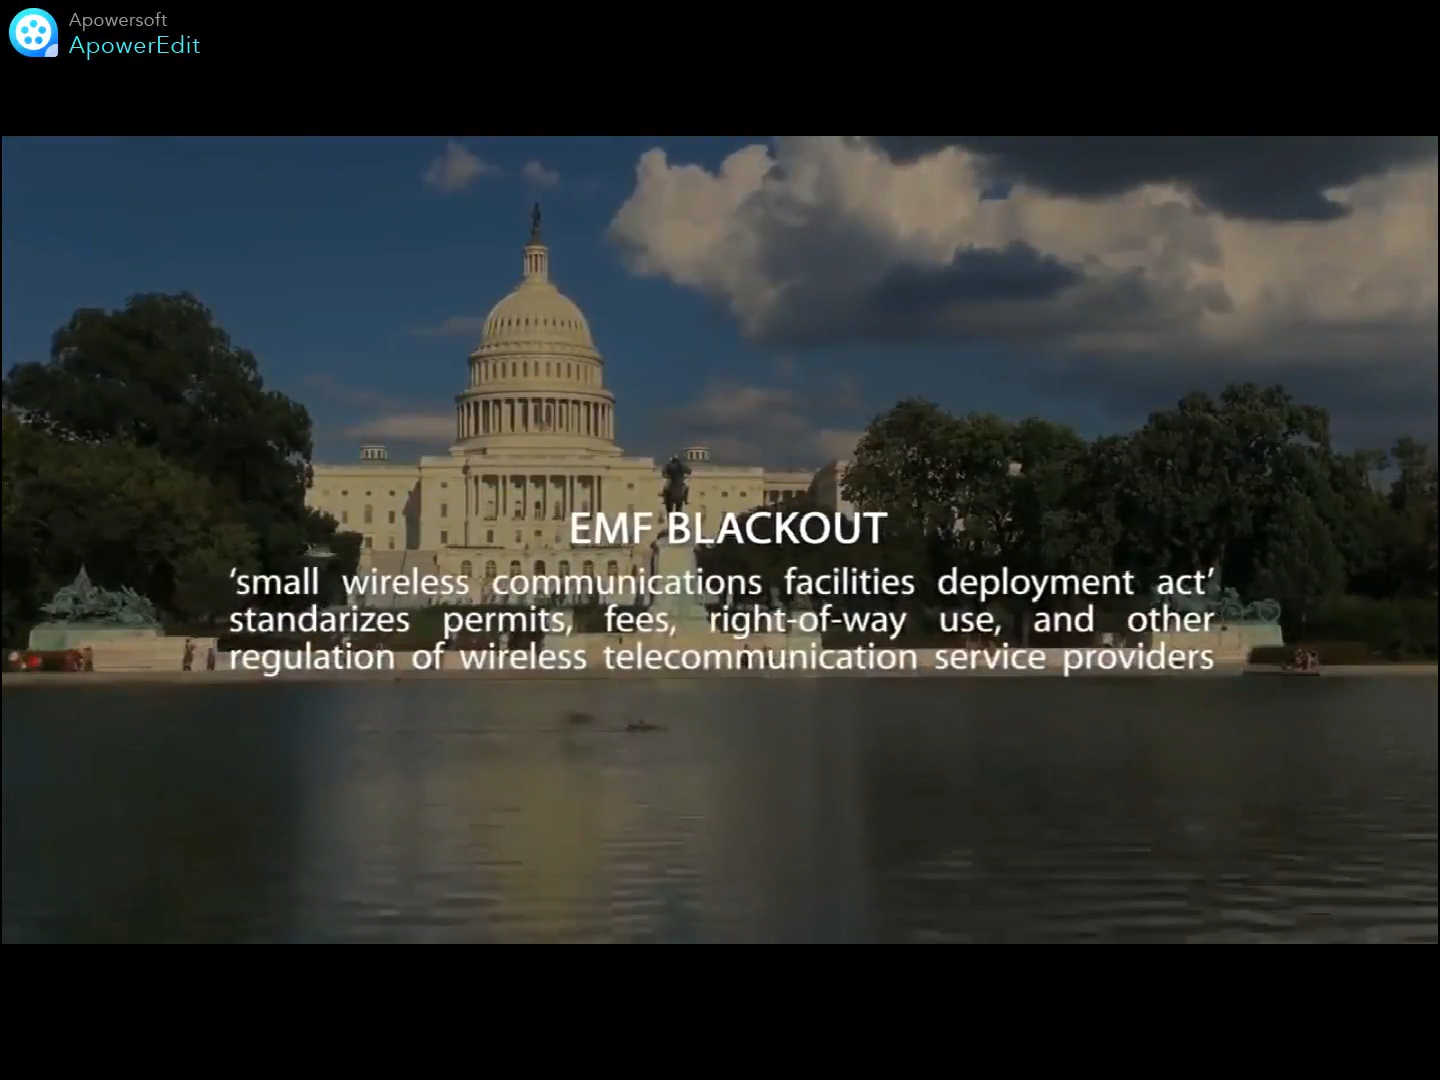 Apowersoft
ApowerEdit
EMF BLACKOUT
‘small wireless communications facilities deployment act’
standarizes permits, fees, right-of-way use, and other
regulation of wireless telecommunication service providers